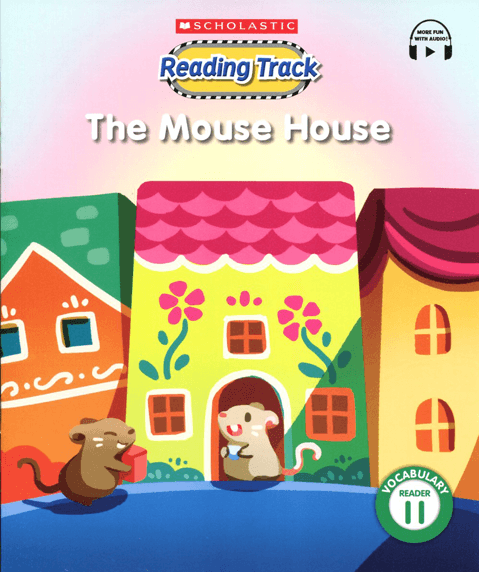 SCHOLASTIC
MORE FUN
WITH AUDIO!
Reading Track
The Mouse House
VOCABULARY
READER
11